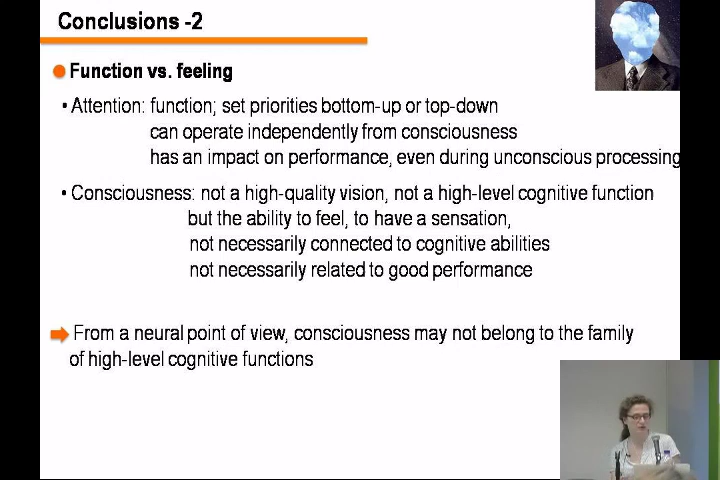 Conclusions -2
Function vs. feeling
• Attention: function; set priorities bottom-up or top-down
can operate independently from consciousness
has an impact on performance, even during unconscious processing
• Consciousness: not a high-quality vision, not a high-level cognitive function
but the ability to feel, to have a sensation,
not necessarily connected to cognitive abilities
not necessarily related to good performance
From a neural point of view, consciousness may not belong to the family
of high-level cognitive functions